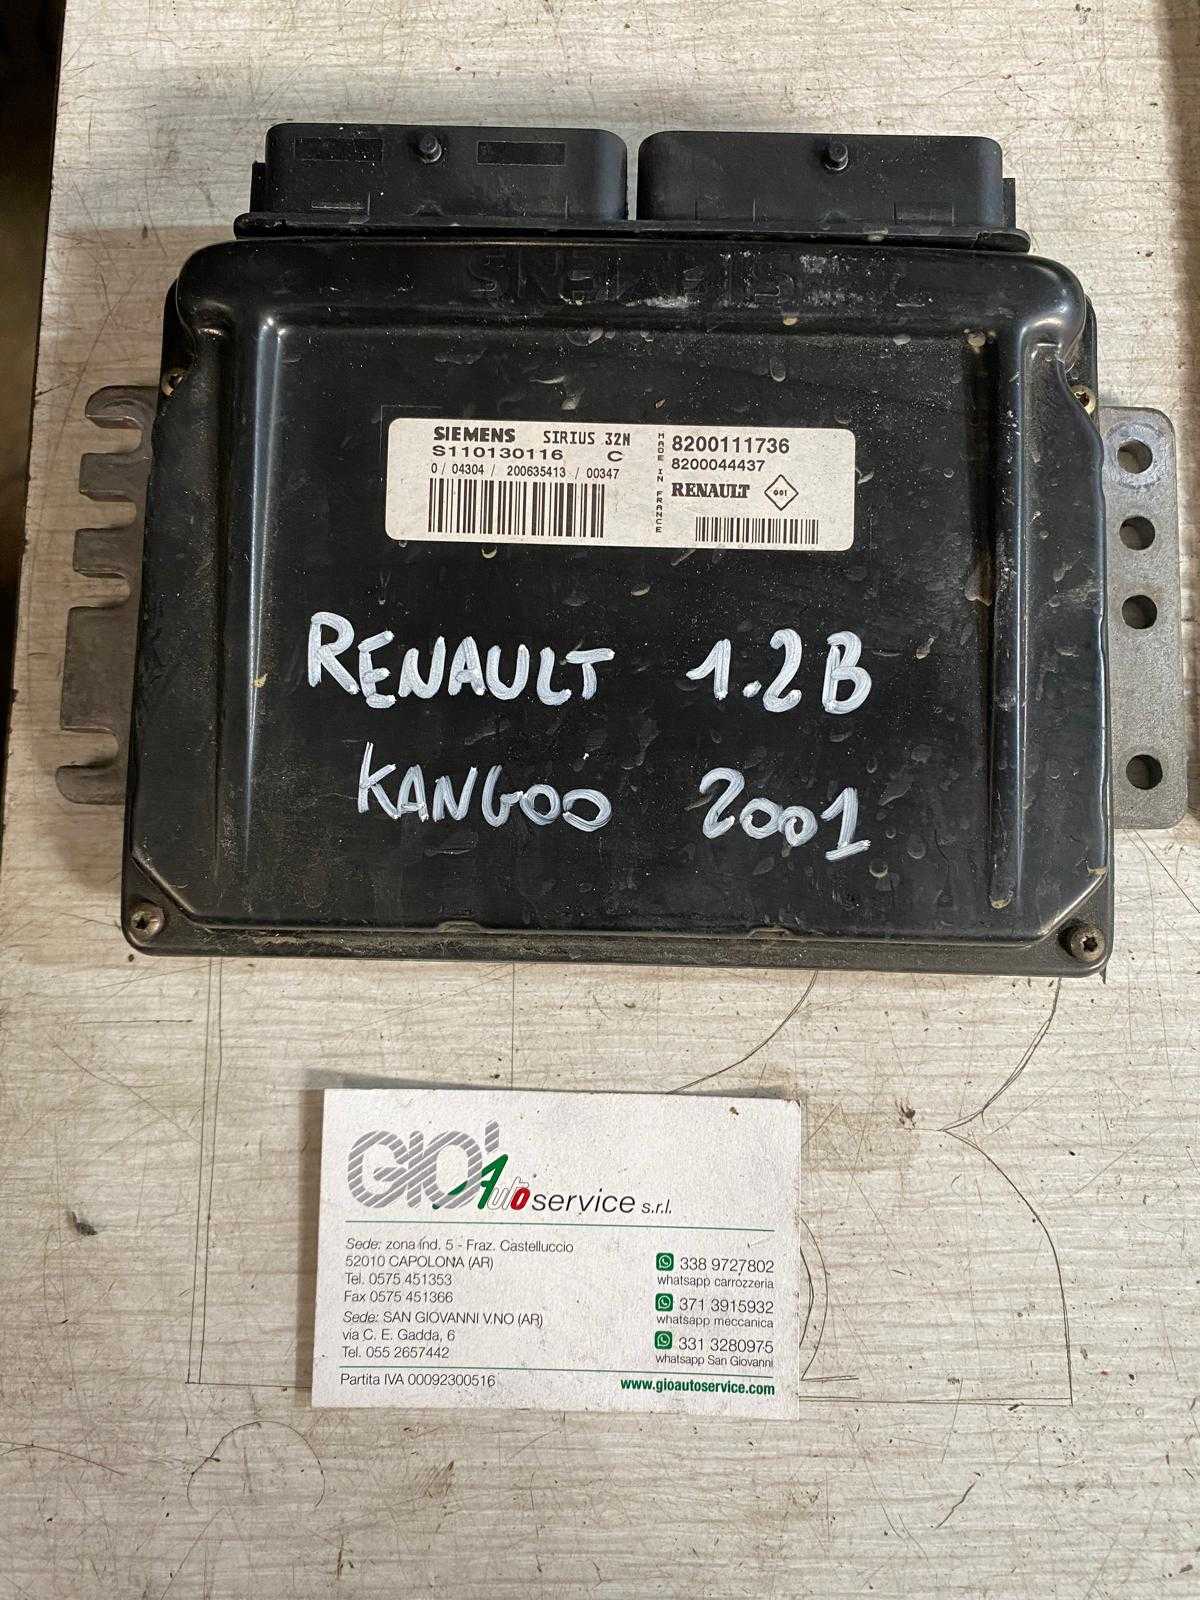 SIEMENS
SIEMENS SIRIUS 32N
S110130116 C
0 / 04304 / 200635413 / 00347
MADE IN FRANCE
8200111736
8200044437
RENAULT 001
RENAULT 1.2B
KANGOO 2001
GIO' Auto service s.r.l.
Sede: zona ind. 5 - Fraz. Castelluccio
52010 CAPOLONA (AR)
Tel. 0575 451353
Fax 0575 451366
Sede: SAN GIOVANNI V.NO (AR)
via C. E. Gadda, 6
Tel. 055 2657442
338 9727802
whatsapp carrozzeria
371 3915932
whatsapp meccanica
331 3280975
whatsapp San Giovanni
Partita IVA 00092300516
www.gioautoservice.com